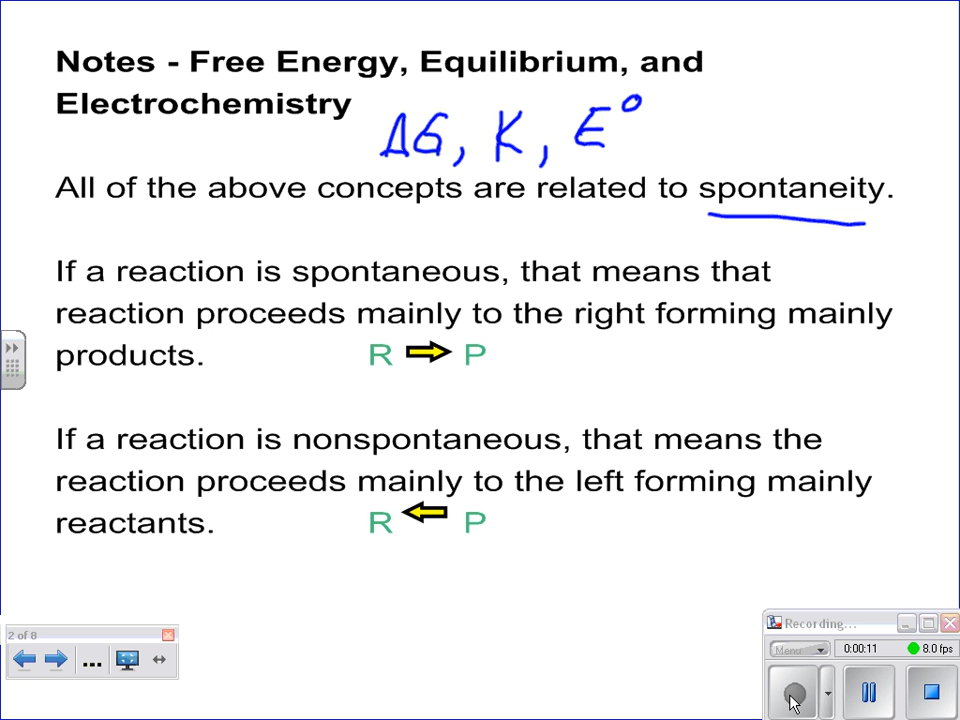 Notes - Free Energy, Equilibrium, and
Electrochemistry
ΔG, K, E°
All of the above concepts are related to spontaneity.
If a reaction is spontaneous, that means that
reaction proceeds mainly to the right forming mainly
products. R P
If a reaction is nonspontaneous, that means the
reaction proceeds mainly to the left forming mainly
reactants. R P
2 of 8
...
Recording...
Menu 0:00:11 8.0 fps